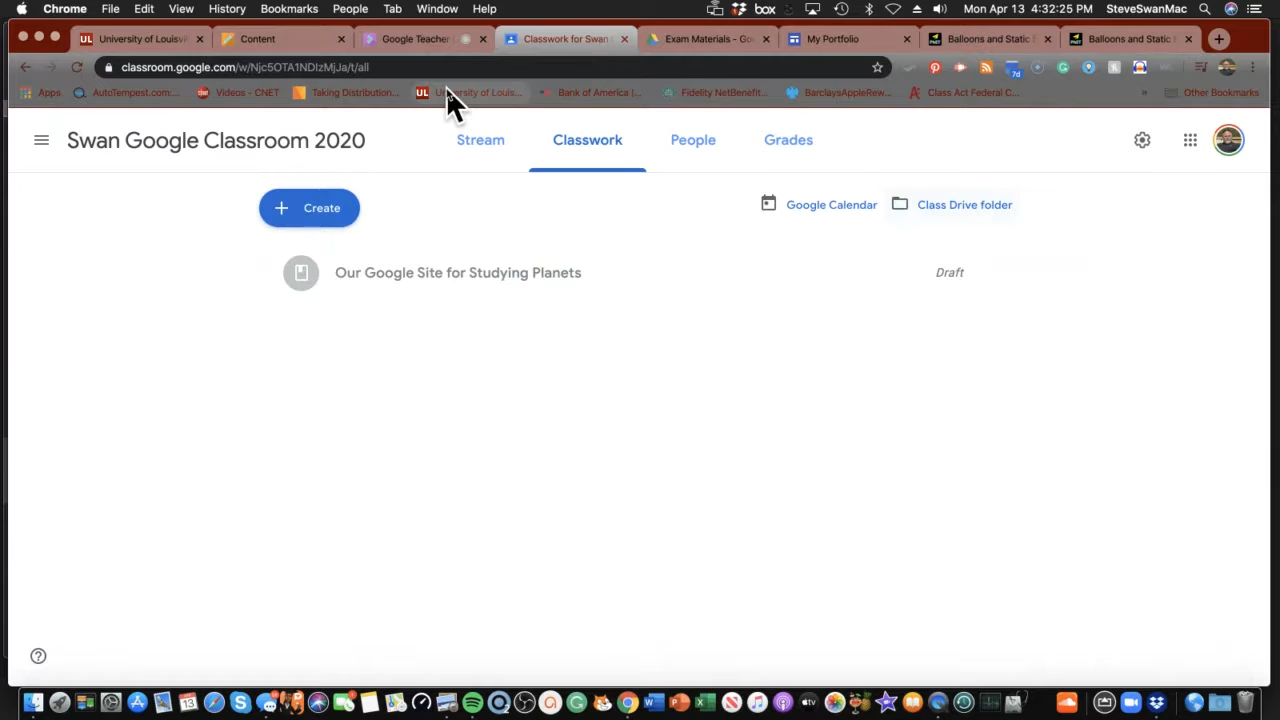 Chrome File Edit View History Bookmarks People Tab Window Help box Mon Apr 13 4:32:25 PM SteveSwanMac
University of Louisvi Content Google Teacher Classwork for Swan Exam Materials - Goo My Portfolio Balloons and Static Balloons and Static
classroom.google.com/w/Njc5OTA1NDIzMjJa/t/all
7d
Apps AutoTempest.com:... Videos - CNET Taking Distribution... University of Louis... Bank of America |... Fidelity NetBenefit... BarclaysAppleRew... Class Act Federal C... » Other Bookmarks
Swan Google Classroom 2020 Stream Classwork People Grades
+ Create Google Calendar Class Drive folder
Our Google Site for Studying Planets Draft
13